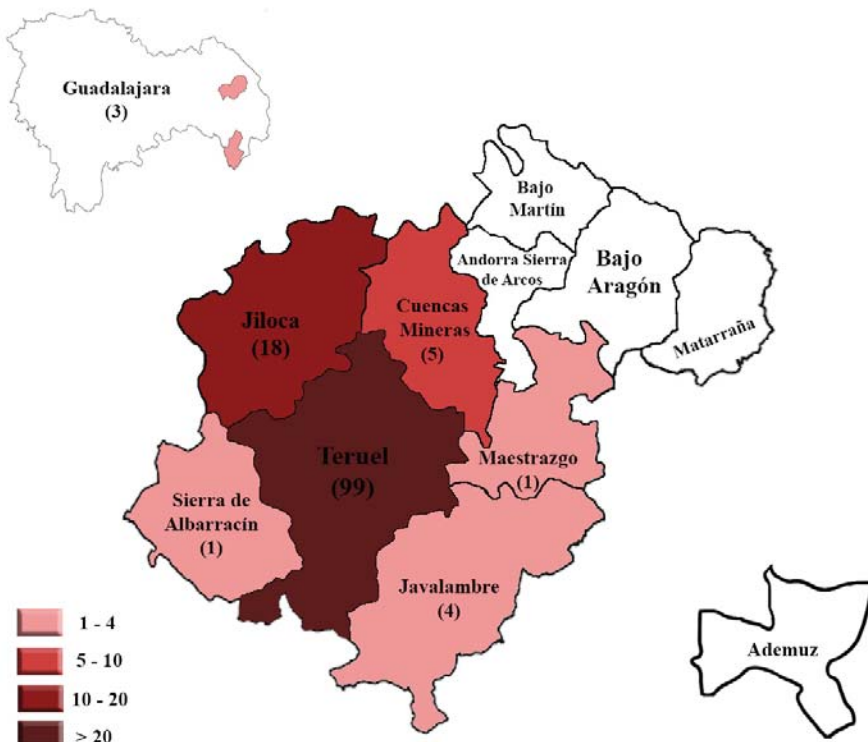 Guadalajara
(3)
Bajo
Martín
Andorra Sierra
de Arcos
Bajo
Aragón
Matarraña
Jiloca
(18)
Cuencas
Mineras
(5)
Teruel
(99)
Maestrazgo
(1)
Sierra de
Albarracín
(1)
Javalambre
(4)
Ademuz
1 - 4
5 - 10
10 - 20
> 20